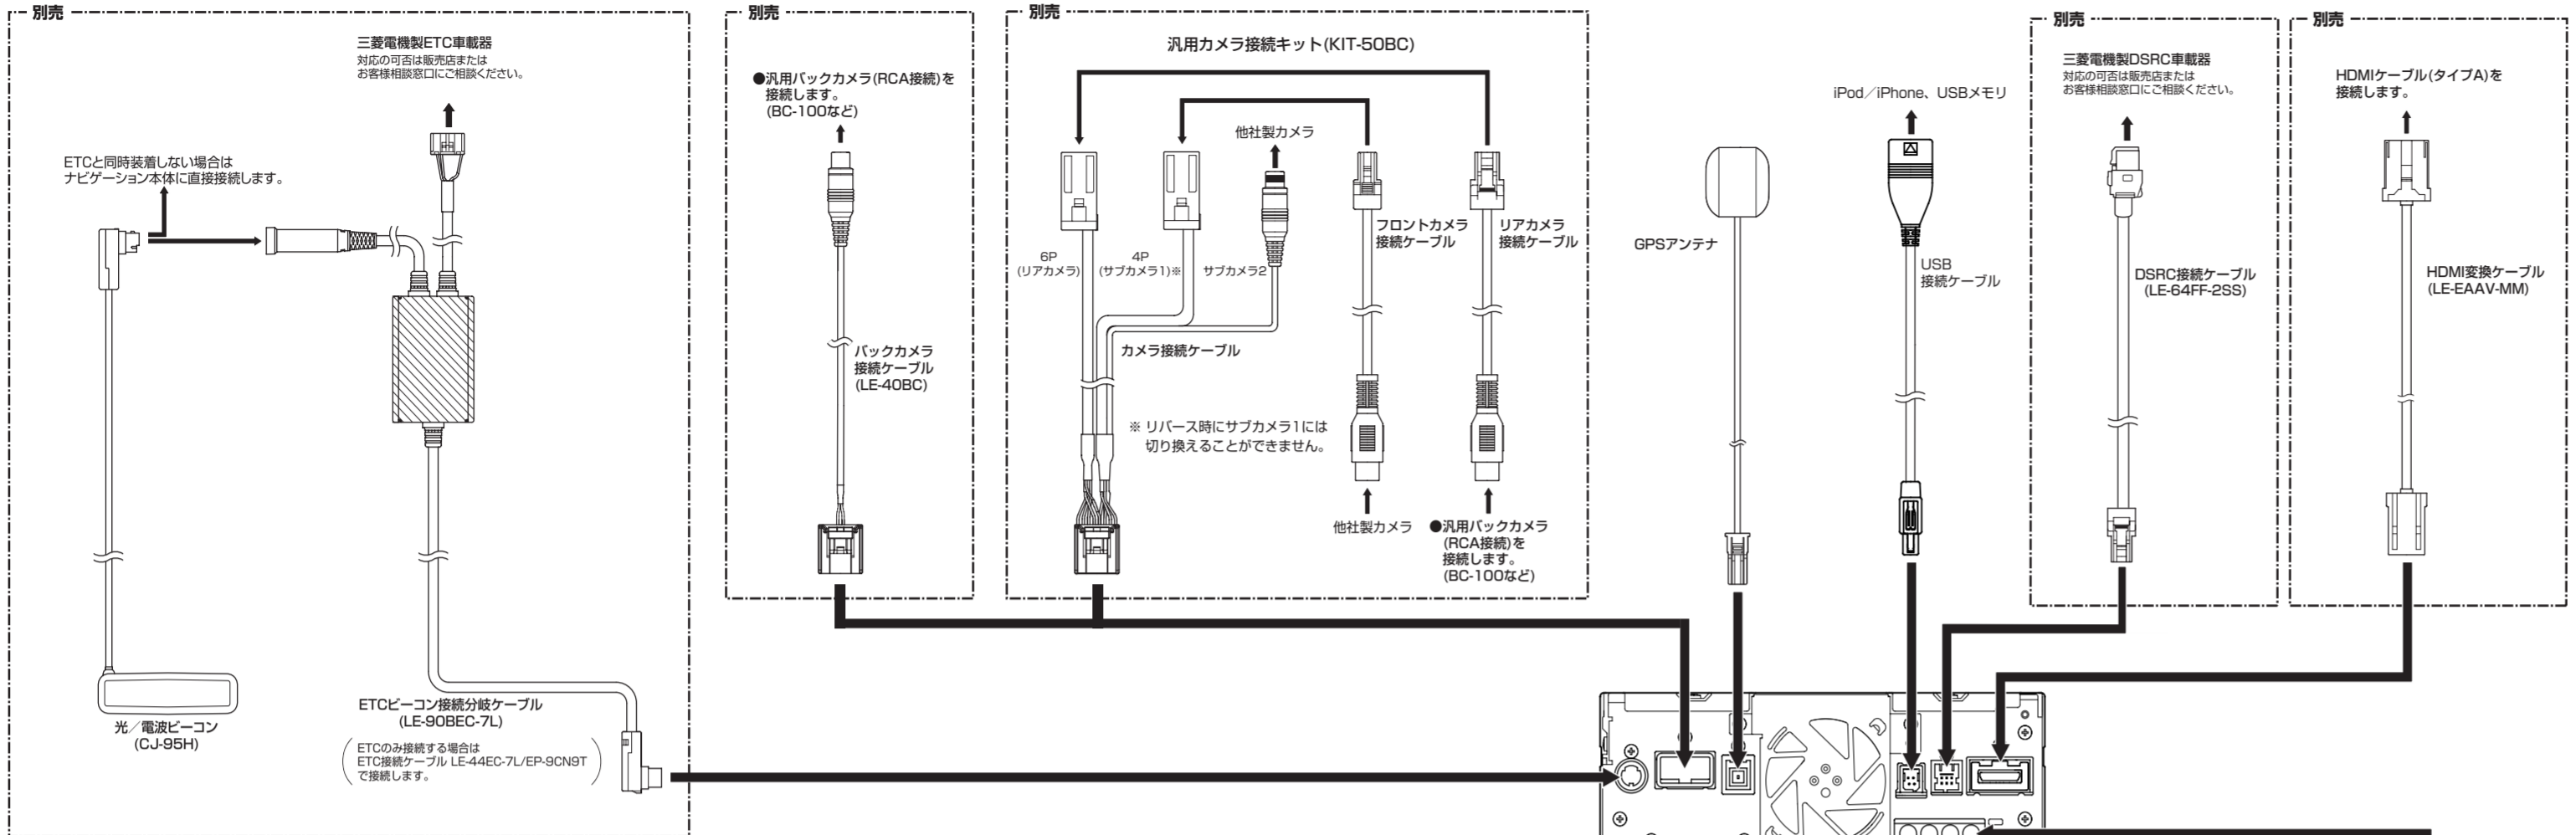 別売
三菱電機製ETC車載器
対応の可否は販売店または
お客様相談窓口にご相談ください。
ETCと同時装着しない場合は
ナビゲーション本体に直接接続します。
光／電波ビーコン
(CJ-95H)
ETCビーコン接続分岐ケーブル
(LE-90BEC-7L)
ETCのみ接続する場合は
ETC接続ケーブル LE-44EC-7L/EP-9CN9T
で接続します。
別売
●汎用バックカメラ(RCA接続)を
接続します。
(BC-100など)
バックカメラ
接続ケーブル
(LE-40BC)
別売
汎用カメラ接続キット(KIT-50BC)
他社製カメラ
6P
(リアカメラ)
4P
(サブカメラ1)※
サブカメラ2
フロントカメラ
接続ケーブル
リアカメラ
接続ケーブル
カメラ接続ケーブル
※ リバース時にサブカメラ1には
切り換えることができません。
他社製カメラ
●汎用バックカメラ
(RCA接続)を
接続します。
(BC-100など)
GPSアンテナ
iPod／iPhone、USBメモリ
USB
接続ケーブル
別売
三菱電機製DSRC車載器
対応の可否は販売店または
お客様相談窓口にご相談ください。
DSRC接続ケーブル
(LE-64FF-2SS)
別売
HDMIケーブル(タイプA)を
接続します。
HDMI変換ケーブル
(LE-EAAV-MM)